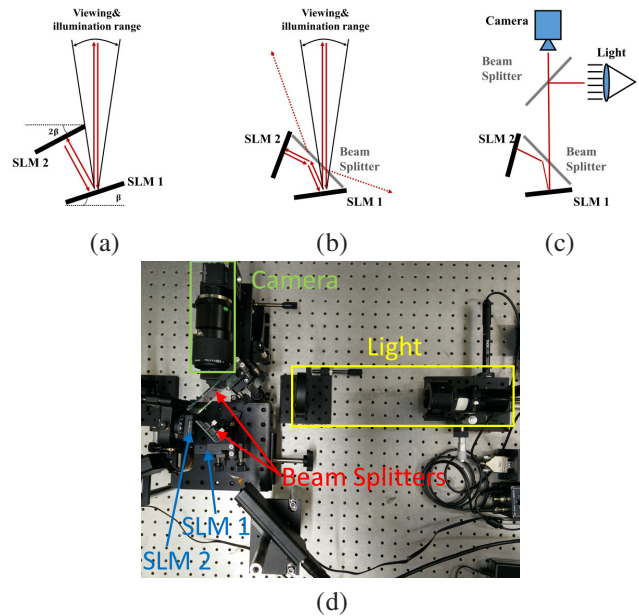 Viewing&
illumination range
2β
SLM 2
SLM 1
β
(a)
Viewing&
illumination range
SLM 2
Beam
Splitter
SLM 1
(b)
Camera
Beam
Splitter
Light
SLM 2
Beam
Splitter
SLM 1
(c)
Camera
Light
Beam Splitters
SLM 1
SLM 2
(d)